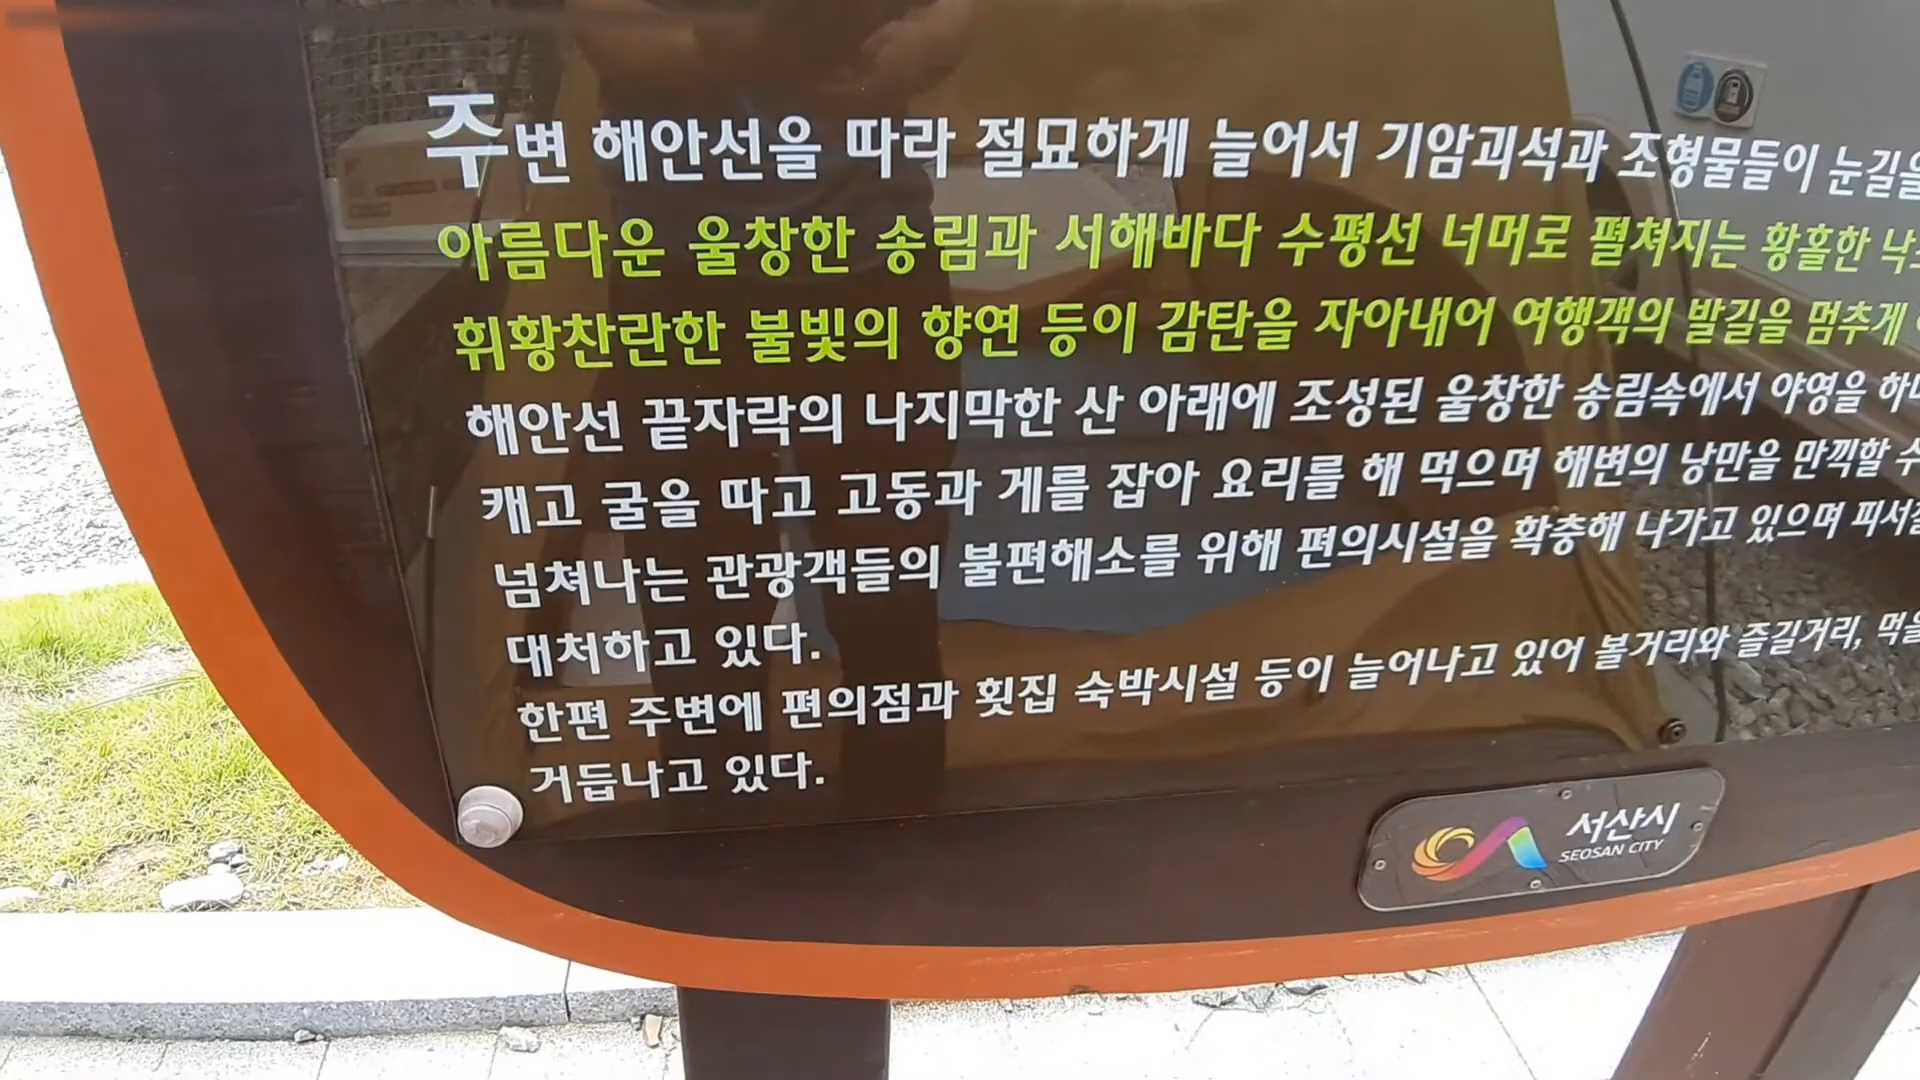 주변 해안선을 따라 절묘하게 늘어서 기암괴석과 조형물들이 눈길을
아름다운 울창한 송림과 서해바다 수평선 너머로 펼쳐지는 황홀한
휘황찬란한 불빛의 향연 등이 감탄을 자아내어 여행객의 발길을 멈추게
해안선 끝자락의 나지막한 산 아래에 조성된 울창한 송림속에서 야영을
캐고 굴을 따고 고동과 게를 잡아 요리를 해 먹으며 해변의 낭만을 만끽할
넘쳐나는 관광객들의 불편해소를 위해 편의시설을 확충해 나가고 있으며
대처하고 있다.
한편 주변에 편의점과 횟집 숙박시설 등이 늘어나고 있어 볼거리와 즐길거리,
거듭나고 있다.
서산시
SEOSAN CITY